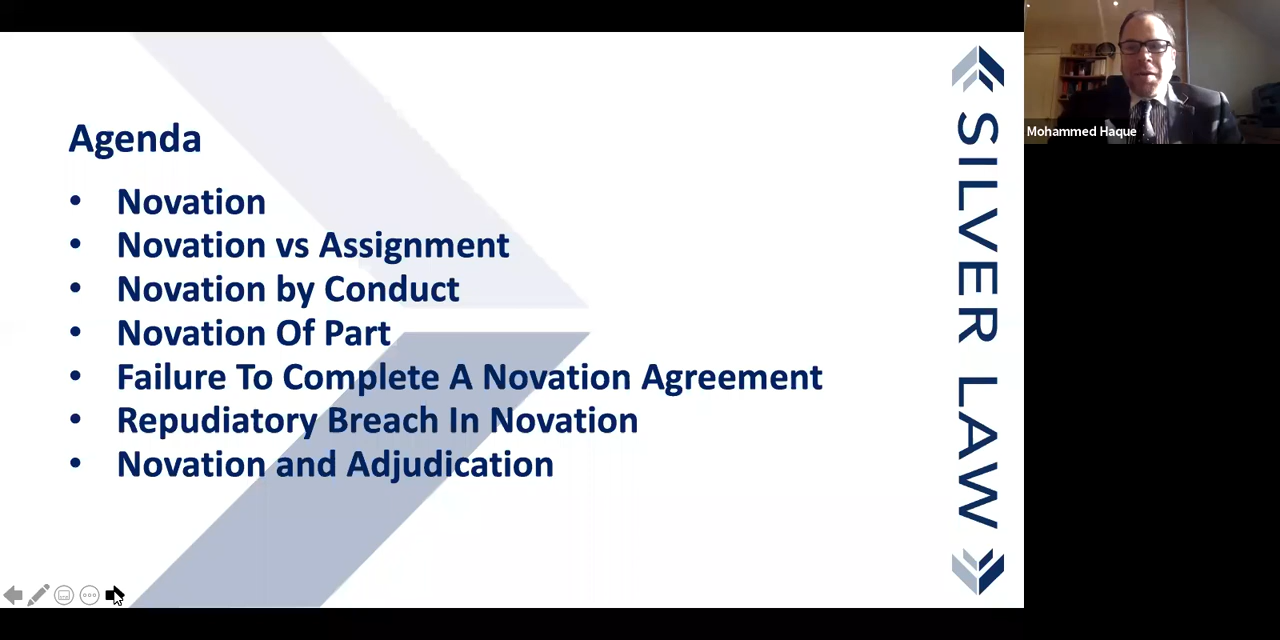 Agenda
• Novation
• Novation vs Assignment
• Novation by Conduct
• Novation Of Part
• Failure To Complete A Novation Agreement
• Repudiatory Breach In Novation
• Novation and Adjudication
SILVER LAW
Mohammed Haque